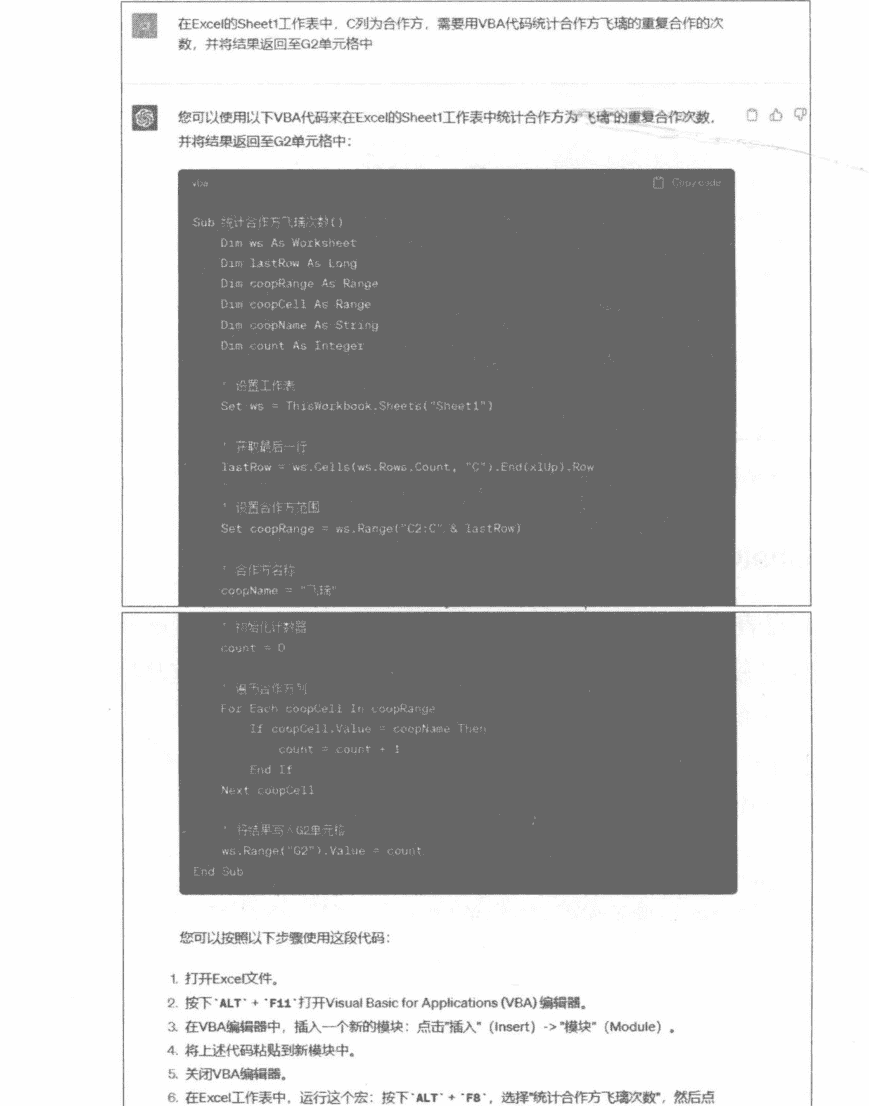 在Excel的Sheet1工作表中，C列为合作方，需要用VBA代码统计合作方飞璃的重复合作的次
数，并将结果返回至G2单元格中
您可以使用以下VBA代码来在Excel的Sheet1工作表中统计合作方为"飞璃"的重复合作次数，
并将结果返回至G2单元格中：
vba Copy code
Sub 统计合作方飞璃次数()
Dim ws As Worksheet
Dim lastRow As Long
Dim coopRange As Range
Dim coopCell As Range
Dim coopName As String
Dim count As Integer
' 设置工作表
Set ws = ThisWorkbook.Sheets("Sheet1")
' 获取最后一行
lastRow = ws.Cells(ws.Rows.Count, "C").End(xlUp).Row
' 设置合作方范围
Set coopRange = ws.Range("C2:C" & lastRow)
' 合作方名称
coopName = "飞璃"
' 初始化计数器
count = 0
' 遍历合作方列
For Each coopCell In coopRange
If coopCell.Value = coopName Then
count = count + 1
End If
Next coopCell
' 将结果写入G2单元格
ws.Range("G2").Value = count
End Sub
您可以按照以下步骤使用这段代码：
1. 打开Excel文件。
2. 按下`ALT` + `F11`打开Visual Basic for Applications (VBA) 编辑器。
3. 在VBA编辑器中，插入一个新的模块：点击"插入"（Insert）->"模块"（Module）。
4. 将上述代码粘贴到新模块中。
5. 关闭VBA编辑器。
6. 在Excel工作表中，运行这个宏：按下`ALT` + `F8`，选择"统计合作方飞璃次数"，然后点